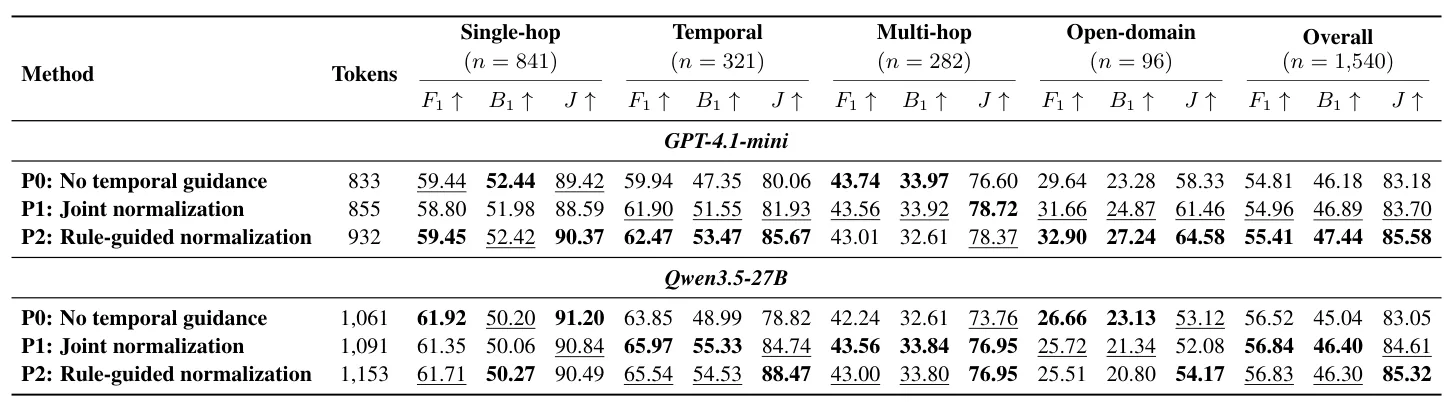 Single-hop Temporal Multi-hop Open-domain Overall
Method Tokens (n = 841) (n = 321) (n = 282) (n = 96) (n = 1,540)
F1 ↑ B1 ↑ J ↑ F1 ↑ B1 ↑ J ↑ F1 ↑ B1 ↑ J ↑ F1 ↑ B1 ↑ J ↑ F1 ↑ B1 ↑ J ↑
GPT-4.1-mini
P0: No temporal guidance 833 59.44 52.44 89.42 59.94 47.35 80.06 43.74 33.97 76.60 29.64 23.28 58.33 54.81 46.18 83.18
P1: Joint normalization 855 58.80 51.98 88.59 61.90 51.55 81.93 43.56 33.92 78.72 31.66 24.87 61.46 54.96 46.89 83.70
P2: Rule-guided normalization 932 59.45 52.42 90.37 62.47 53.47 85.67 43.01 32.61 78.37 32.90 27.24 64.58 55.41 47.44 85.58
Qwen3.5-27B
P0: No temporal guidance 1,061 61.92 50.20 91.20 63.85 48.99 78.82 42.24 32.61 73.76 26.66 23.13 53.12 56.52 45.04 83.05
P1: Joint normalization 1,091 61.35 50.06 90.84 65.97 55.33 84.74 43.56 33.84 76.95 25.72 21.34 52.08 56.84 46.40 84.61
P2: Rule-guided normalization 1,153 61.71 50.27 90.49 65.54 54.53 88.47 43.00 33.80 76.95 25.51 20.80 54.17 56.83 46.30 85.32